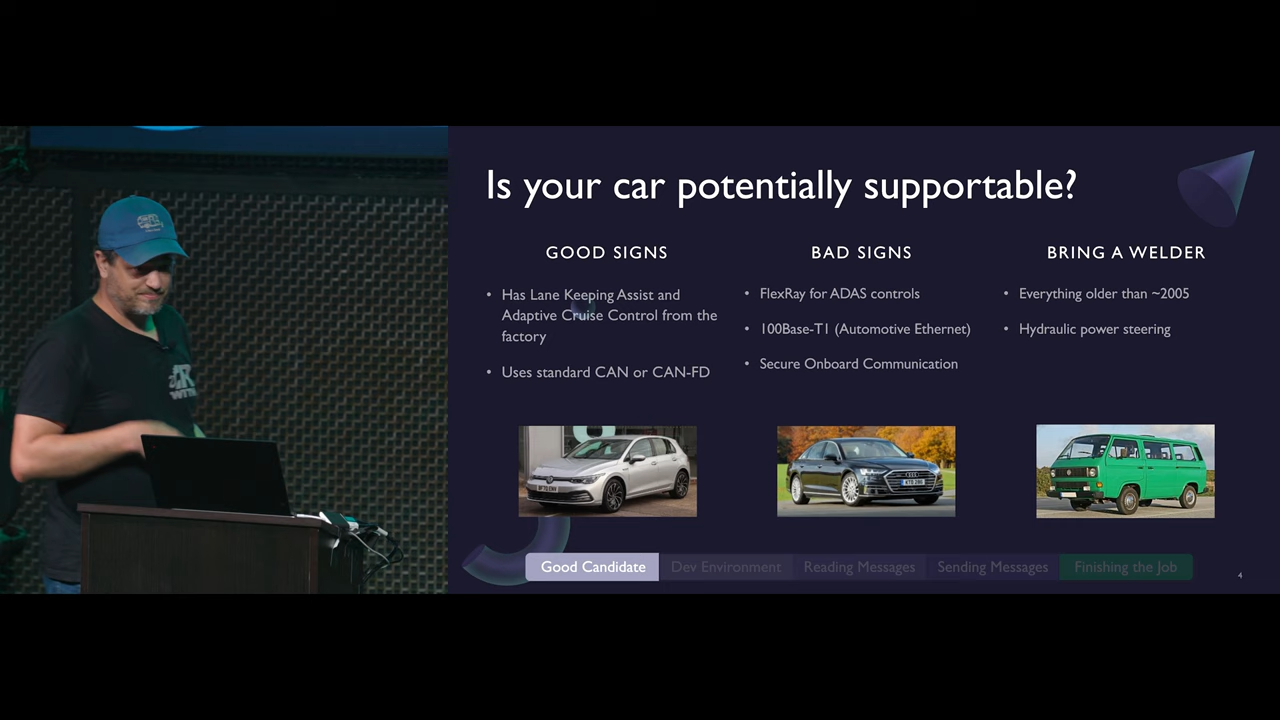 Is your car potentially supportable?
GOOD SIGNS
• Has Lane Keeping Assist and
Adaptive Cruise Control from the
factory
• Uses standard CAN or CAN-FD
BAD SIGNS
• FlexRay for ADAS controls
• 100Base-T1 (Automotive Ethernet)
• Secure Onboard Communication
BRING A WELDER
• Everything older than ~2005
• Hydraulic power steering
Good Candidate
Dev Environment
Reading Messages
Sending Messages
Finishing the Job
4